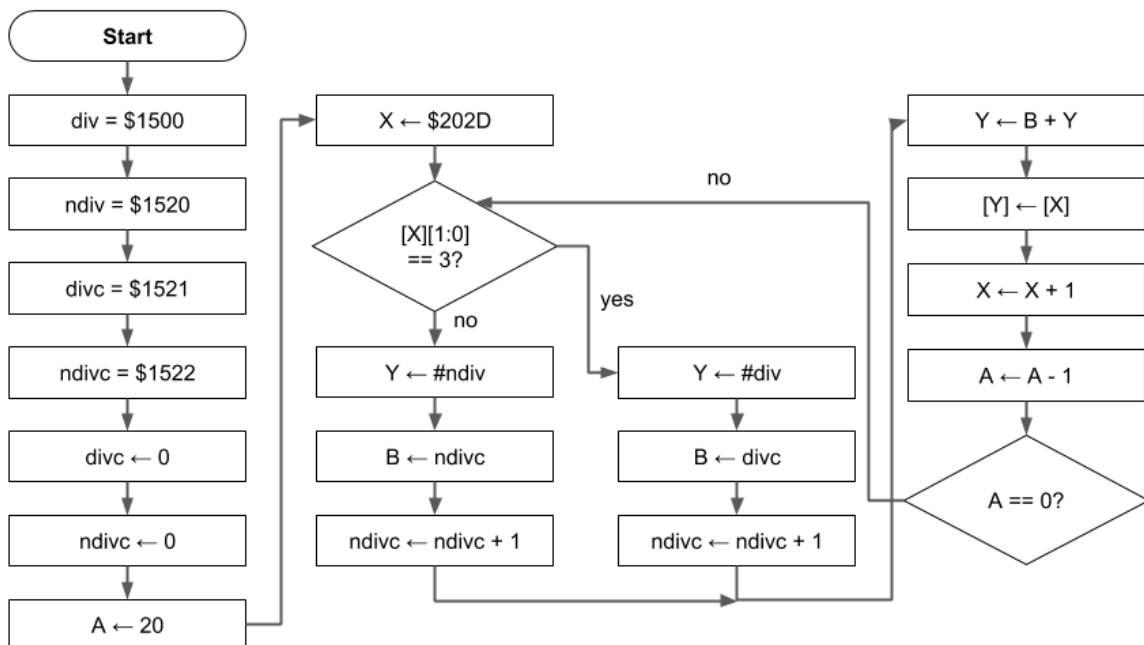 Start
div = $1500
ndiv = $1520
divc = $1521
ndivc = $1522
divc ← 0
ndivc ← 0
A ← 20
X ← $202D
[X][1:0]
== 3?
no
yes
Y ← #ndiv
B ← ndivc
ndivc ← ndivc + 1
Y ← #div
B ← divc
ndivc ← ndivc + 1
no
Y ← B + Y
[Y] ← [X]
X ← X + 1
A ← A - 1
A == 0?